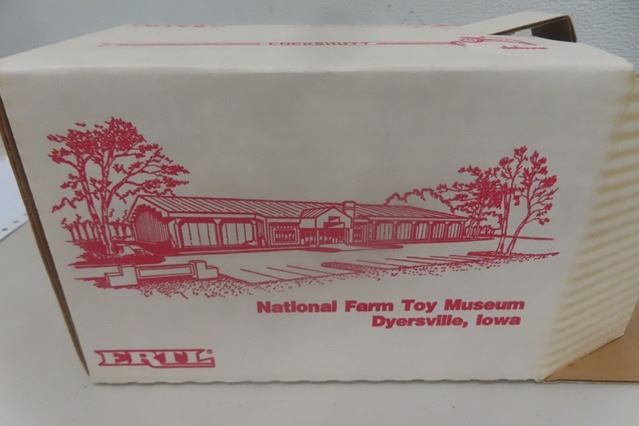 COCKSHUTT
National Farm Toy Museum
Dyersville, Iowa
ERTL